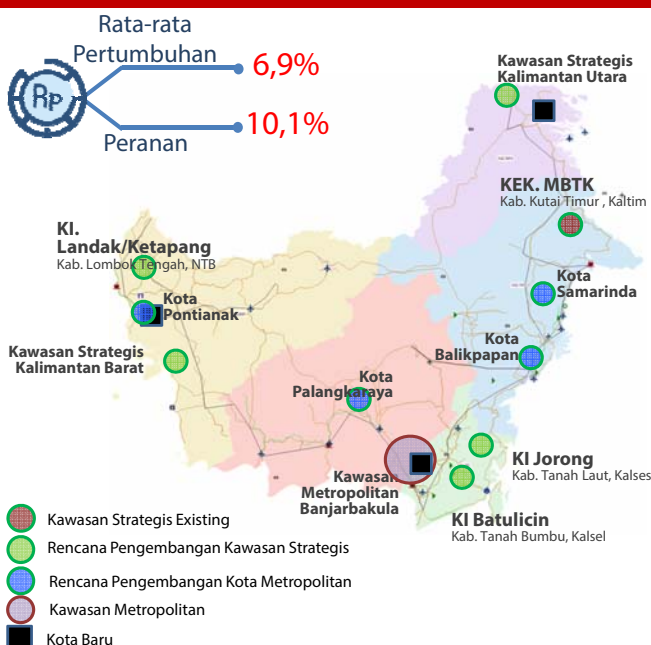 Rata-rata
Pertumbuhan
6,9%
Rp
10,1%
Peranan
Kawasan Strategis
Kalimantan Utara
KEK. MBTK
Kab. Kutai Timur , Kaltim
KI.
Landak/Ketapang
Kab. Lombok Tengah, NTB
Kota
Pontianak
Kota
Samarinda
Kawasan Strategis
Kalimantan Barat
Kota
Balikpapan
Kota
Palangkaraya
KI Jorong
Kab. Tanah Laut, Kalses
Kawasan
Metropolitan
Banjarbakula
KI Batulicin
Kab. Tanah Bumbu, Kalsel
Kawasan Strategis Existing
Rencana Pengembangan Kawasan Strategis
Rencana Pengembangan Kota Metropolitan
Kawasan Metropolitan
Kota Baru